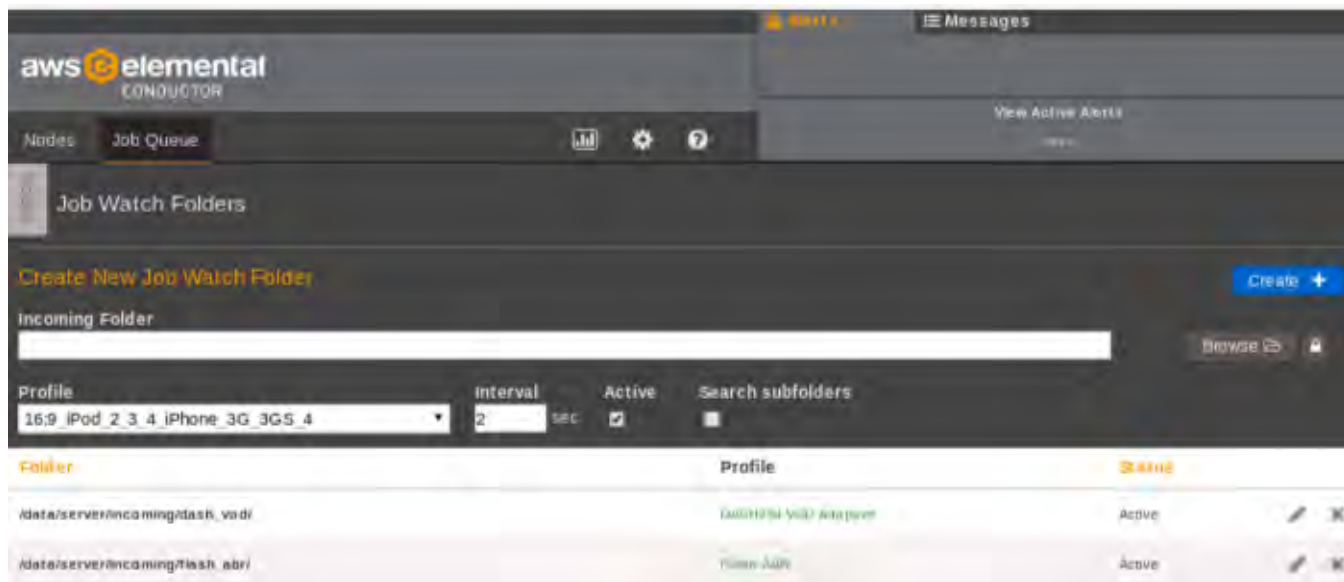 Alerts
Messages
aws elemental
CONDUCTOR
View Active Alerts
Nodes
Job Queue
Job Watch Folders
Create New Job Watch Folder
Create +
Incoming Folder
Browse
Profile
Interval
Active
Search subfolders
16:9_iPod_2_3_4_iPhone_3G_3GS_4
2
sec
Folder
Profile
Status
/data/server/incoming/dash_vod/
Active
/data/server/incoming/flash_abr/
Active